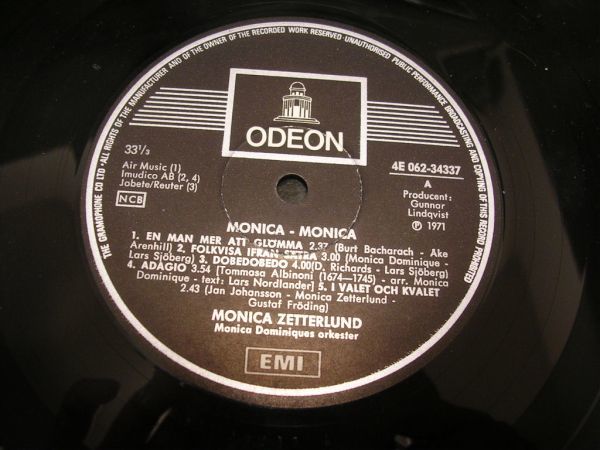 THE GRAMOPHONE CO LTD · ALL RIGHTS OF THE MANUFACTURER AND OF THE OWNER OF THE RECORDED WORK RESERVED UNAUTHORISED PUBLIC PERFORMANCE BROADCASTING AND COPYING OF THIS RECORD PROHIBITED
ODEON
33⅓
Air Music (1)
Imudico AB (2, 4)
Jobete/Reuter (3)
NCB
4E 062-34337
A
Producent:
Gunnar
Lindqvist
Ⓟ 1971
MONICA - MONICA
1. EN MAN MER ATT GLÖMMA 2.37 (Burt Bacharach - Ake
Arenhill) 2. FOLKVISA IFRÅN SKTRA 3.00 (Monica Dominique -
Lars Sjöberg) 3. DOBEDOBEDO 4.00(D. Richards - Lars Sjöberg)
4. ADAGIO 3.54 [Tommasa Albinoni (1674—1745) - arr. Monica
Dominique - text: Lars Nordlander] 5. I VALET OCH KVALET
2.43 (Jan Johansson - Monica Zetterlund -
Gustaf Fröding)
MONICA ZETTERLUND
Monica Dominiques orkester
EMI